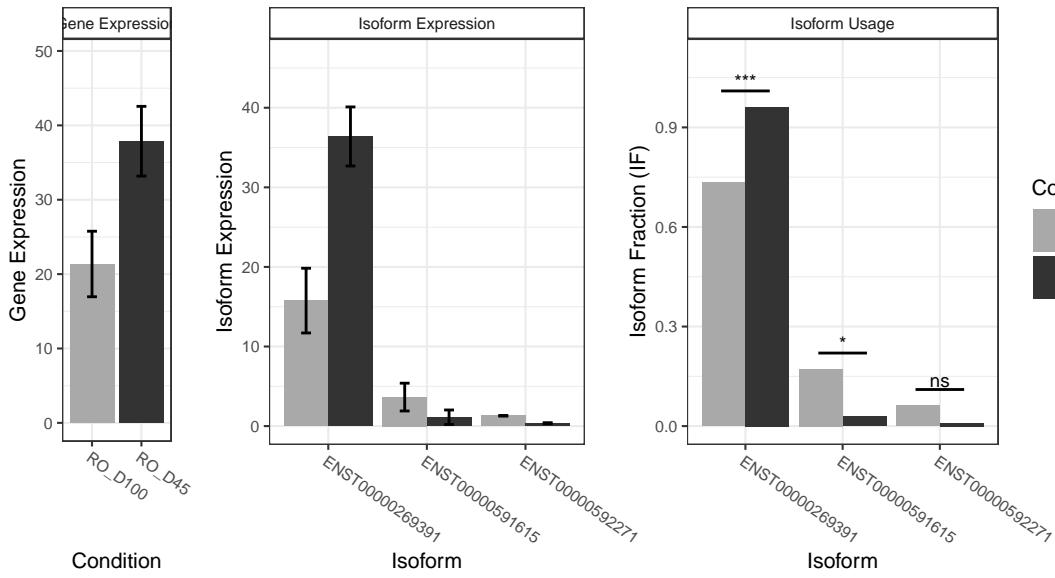 Gene Expression
Isoform Expression
Isoform Usage
Gene Expression
50
40
30
20
10
0
RO_D100
RO_D45
Condition
Isoform Expression
40
30
20
10
0
ENST00000269391
ENST00000591615
ENST00000592271
Isoform
Isoform Fraction (IF)
0.9
0.6
0.3
0.0
***
*
ns
ENST00000269391
ENST00000591615
ENST00000592271
Isoform
Co